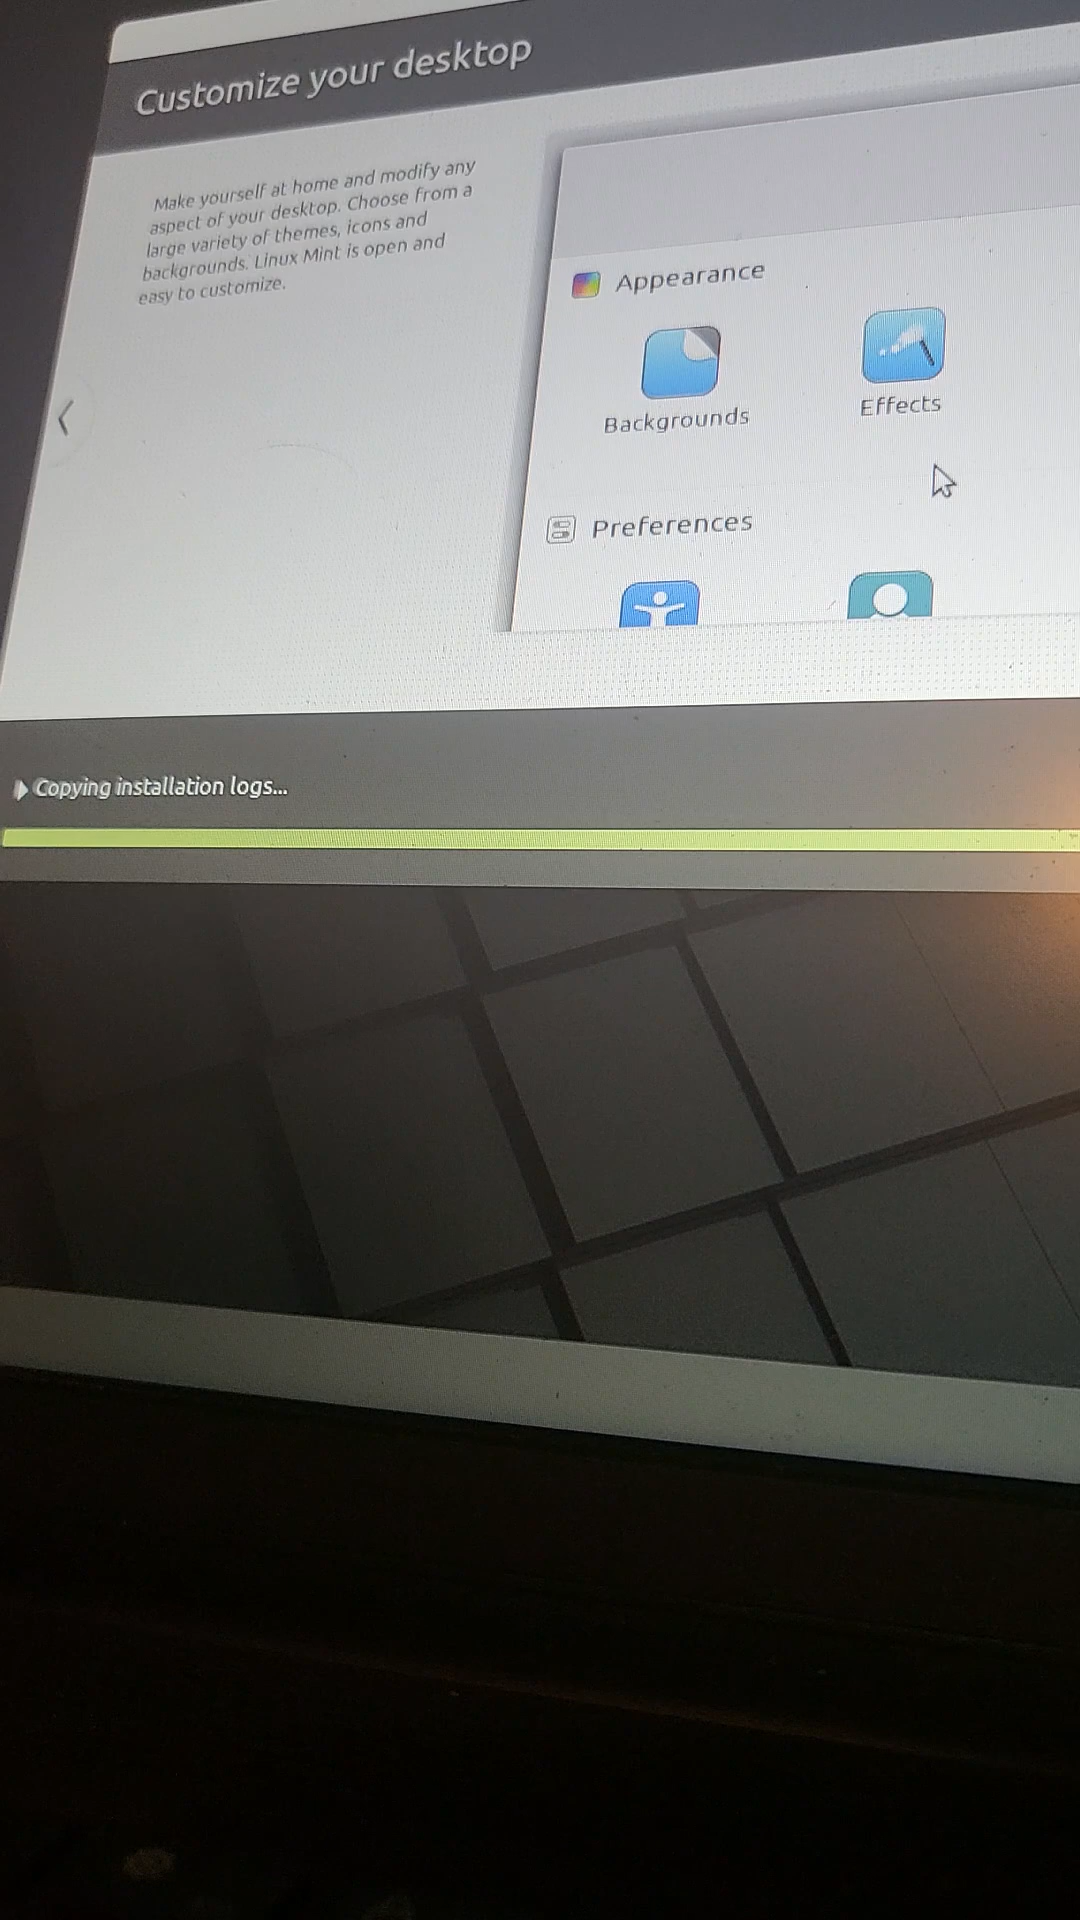 Customize your desktop
Make yourself at home and modify any
aspect of your desktop. Choose from a
large variety of themes, icons and
backgrounds. Linux Mint is open and
easy to customize.
Appearance
Backgrounds
Effects
Preferences
Copying installation logs...